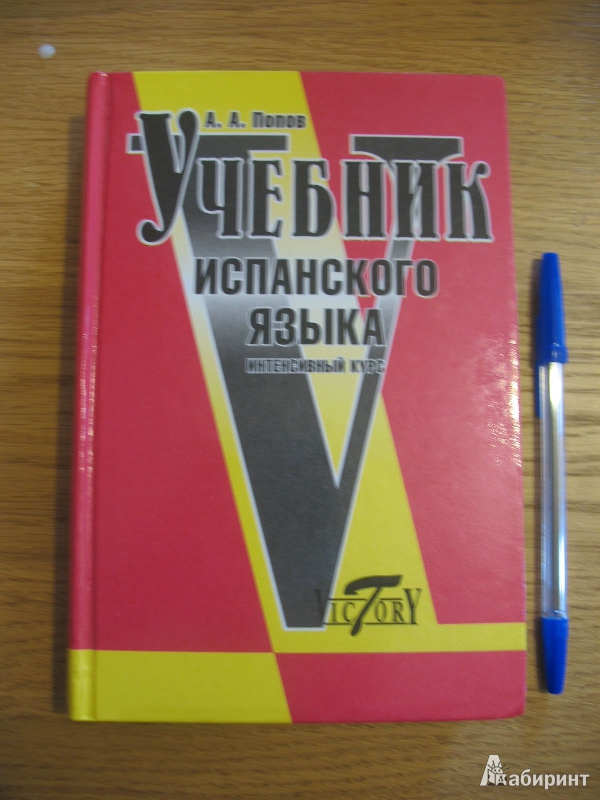 А. А. Попов
УЧЕБНИК
ИСПАНСКОГО
ЯЗЫКА
ИНТЕНСИВНЫЙ КУРС
VICTORY
Лабиринт